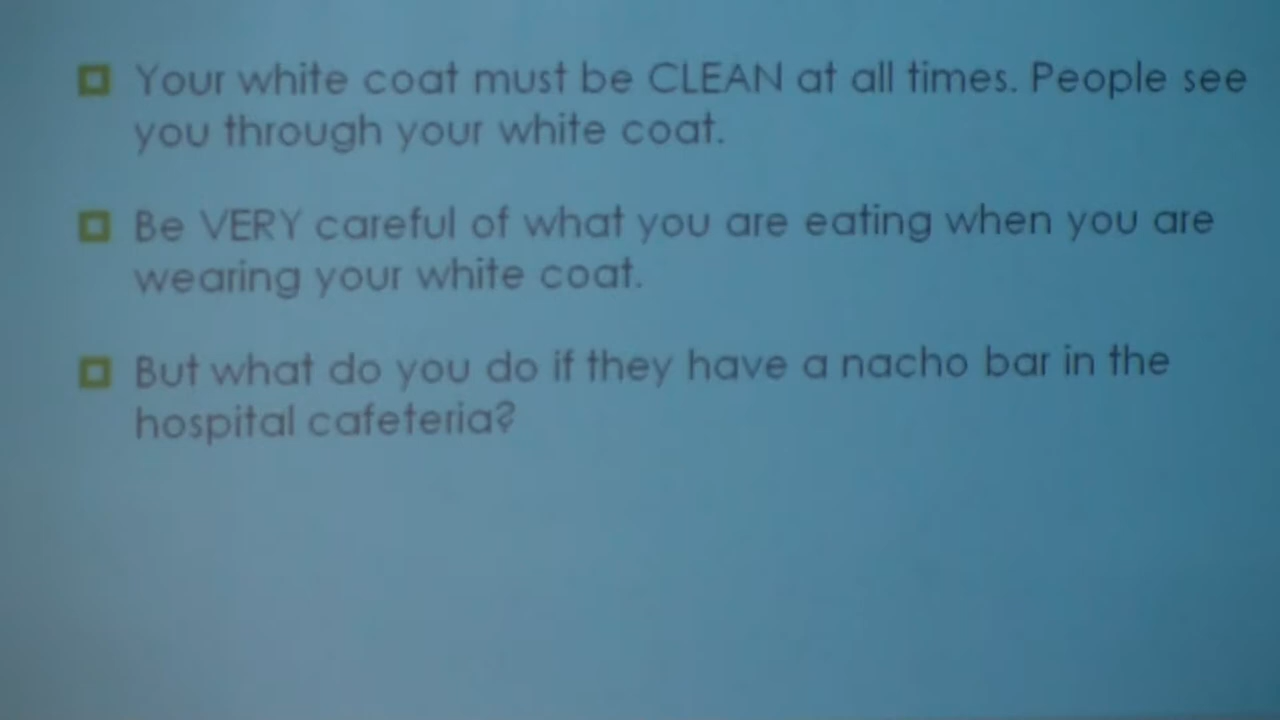 Your white coat must be CLEAN at all times. People see
you through your white coat.
Be VERY careful of what you are eating when you are
wearing your white coat.
But what do you do if they have a nacho bar in the
hospital cafeteria?